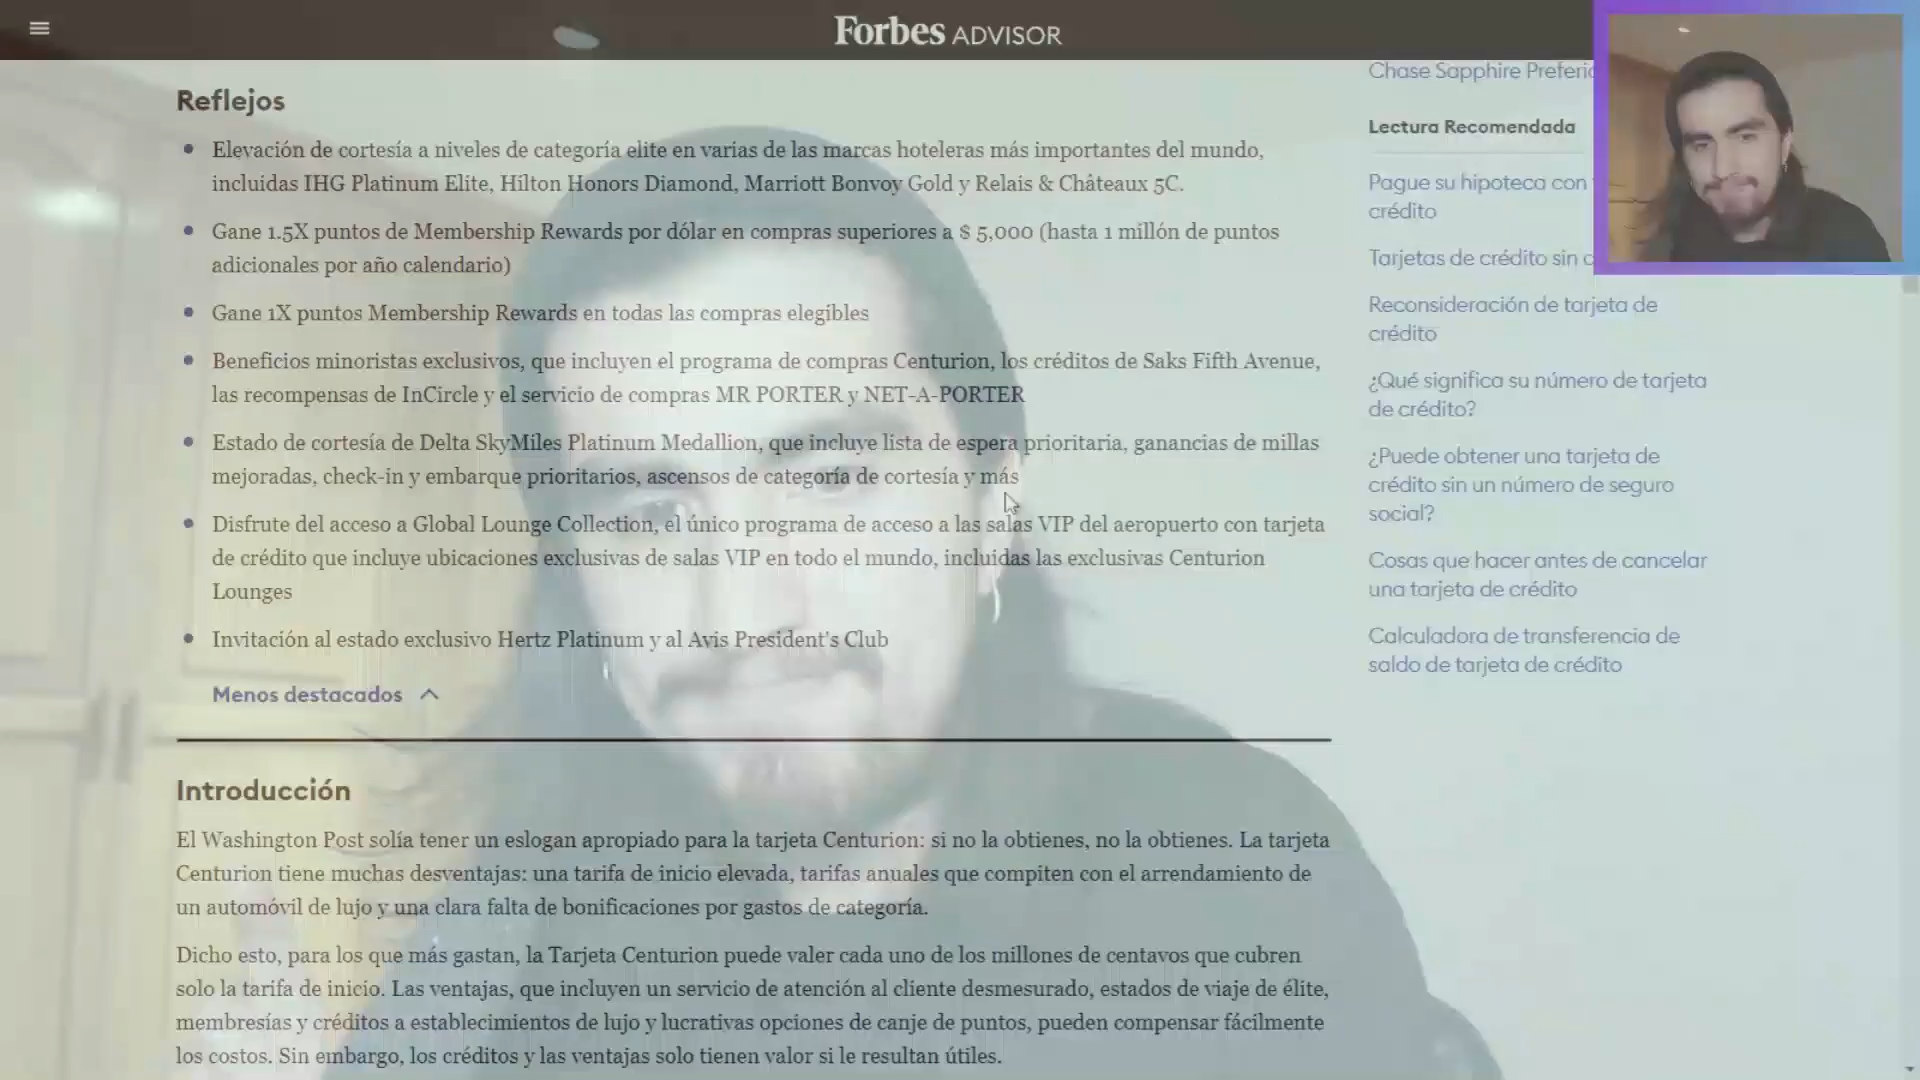 Forbes ADVISOR
Reflejos
Elevación de cortesía a niveles de categoría elite en varias de las marcas hoteleras más importantes del mundo,
incluidas IHG Platinum Elite, Hilton Honors Diamond, Marriott Bonvoy Gold y Relais & Châteaux 5C.
Gane 1.5X puntos de Membership Rewards por dólar en compras superiores a $ 5,000 (hasta 1 millón de puntos
adicionales por año calendario)
Gane 1X puntos Membership Rewards en todas las compras elegibles
Beneficios minoristas exclusivos, que incluyen el programa de compras Centurion, los créditos de Saks Fifth Avenue,
las recompensas de InCircle y el servicio de compras MR PORTER y NET-A-PORTER
Estado de cortesía de Delta SkyMiles Platinum Medallion, que incluye lista de espera prioritaria, ganancias de millas
mejoradas, check-in y embarque prioritarios, ascensos de categoría de cortesía y más
Disfrute del acceso a Global Lounge Collection, el único programa de acceso a las salas VIP del aeropuerto con tarjeta
de crédito que incluye ubicaciones exclusivas de salas VIP en todo el mundo, incluidas las exclusivas Centurion
Lounges
Invitación al estado exclusivo Hertz Platinum y al Avis President's Club
Menos destacados
Introducción
El Washington Post solía tener un eslogan apropiado para la tarjeta Centurion: si no la obtienes, no la obtienes. La tarjeta
Centurion tiene muchas desventajas: una tarifa de inicio elevada, tarifas anuales que compiten con el arrendamiento de
un automóvil de lujo y una clara falta de bonificaciones por gastos de categoría.
Dicho esto, para los que más gastan, la Tarjeta Centurion puede valer cada uno de los millones de centavos que cubren
solo la tarifa de inicio. Las ventajas, que incluyen un servicio de atención al cliente desmesurado, estados de viaje de élite,
membresías y créditos a establecimientos de lujo y lucrativas opciones de canje de puntos, pueden compensar fácilmente
los costos. Sin embargo, los créditos y las ventajas solo tienen valor si le resultan útiles.
Chase Sapphire
Lectura Recomendada
Pague su hipoteca con
crédito
Tarjetas de crédito sin
Reconsideración de tarjeta de
crédito
¿Qué significa su número de tarjeta
de crédito?
¿Puede obtener una tarjeta de
crédito sin un número de seguro
social?
Cosas que hacer antes de cancelar
una tarjeta de crédito
Calculadora de transferencia de
saldo de tarjeta de crédito